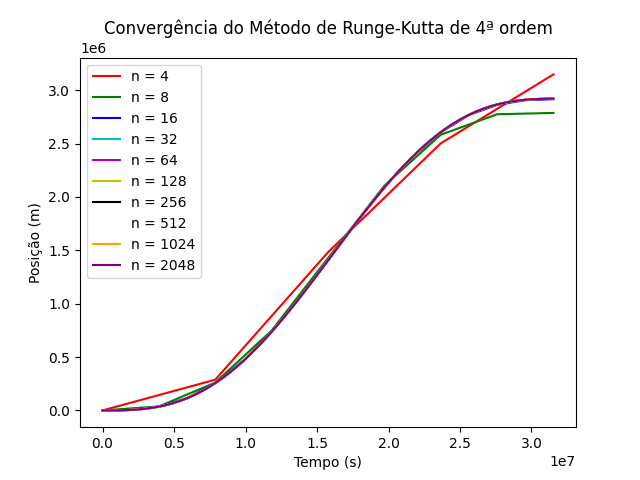 Convergência do Método de Runge-Kutta de 4ª ordem
1e6
n = 4
n = 8
n = 16
n = 32
n = 64
n = 128
n = 256
n = 512
n = 1024
n = 2048
3.0
2.5
2.0
1.5
1.0
0.5
0.0
Posição (m)
0.0 0.5 1.0 1.5 2.0 2.5 3.0
Tempo (s)
1e7